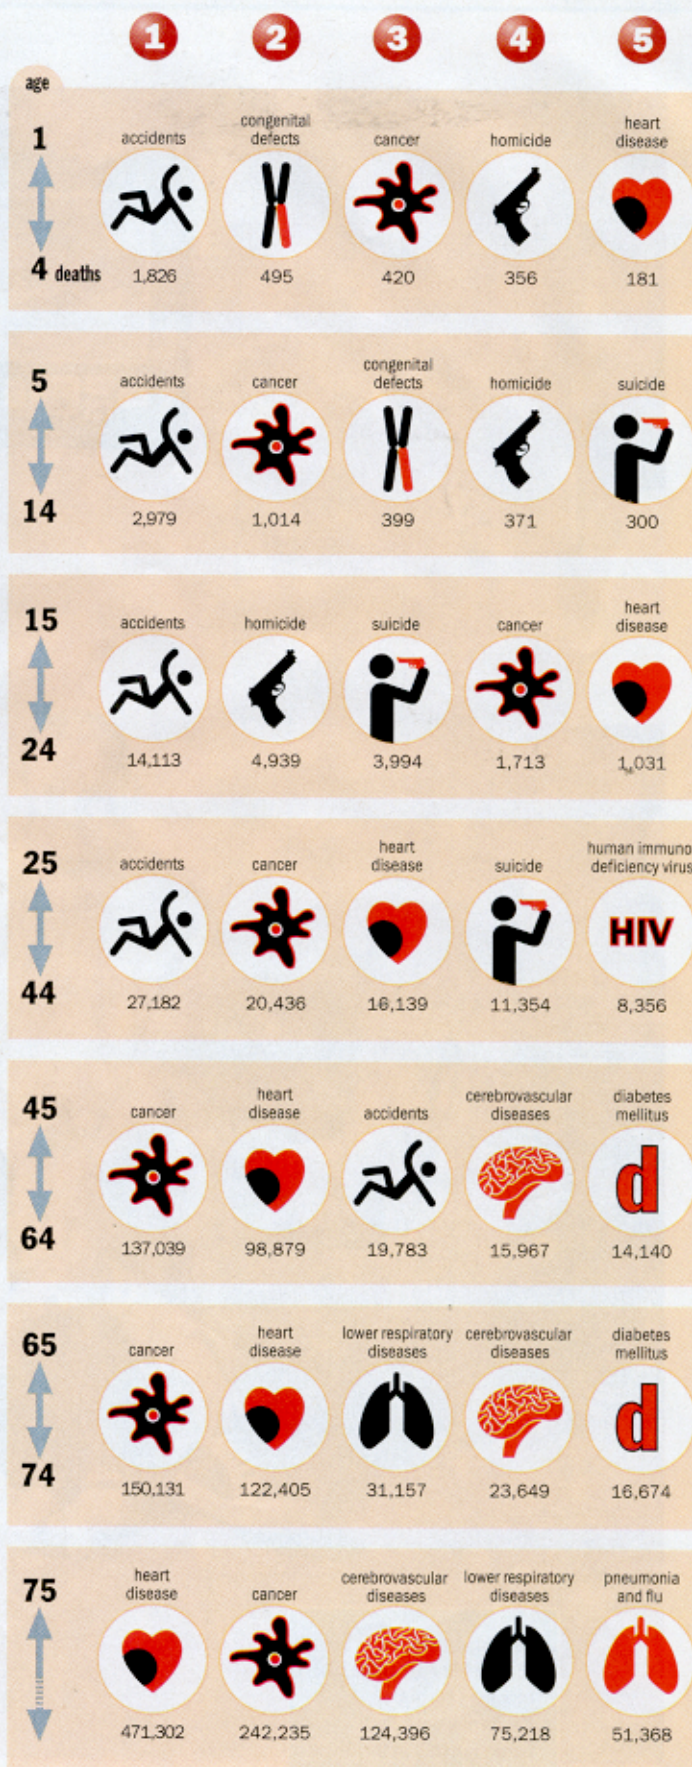 1 2 3 4 5
age
1
accidents
congenital
defects
cancer
homicide
heart
disease
4 deaths 1,826 495 420 356 181
5
accidents
cancer
congenital
defects
homicide
suicide
14
2,979 1,014 399 371 300
15
accidents
homicide
suicide
cancer
heart
disease
24
14,113 4,939 3,994 1,713 1,031
25
accidents
cancer
heart
disease
suicide
human immuno
deficiency virus
HIV
44
27,182 20,436 16,139 11,354 8,356
45
cancer
heart
disease
accidents
cerebrovascular
diseases
diabetes
mellitus
d
64
137,039 98,879 19,783 15,967 14,140
65
cancer
heart
disease
lower respiratory
diseases
cerebrovascular
diseases
diabetes
mellitus
d
74
150,131 122,405 31,157 23,649 16,674
75
heart
disease
cancer
cerebrovascular
diseases
lower respiratory
diseases
pneumonia
and flu
471,302 242,235 124,396 75,218 51,368